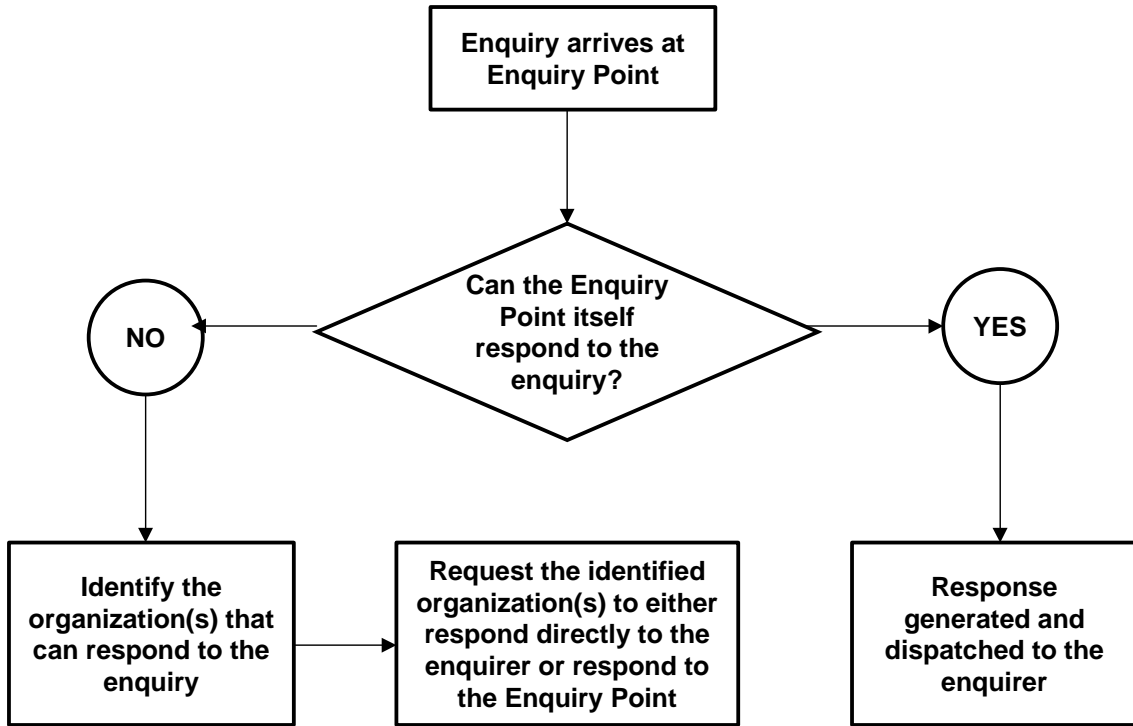 Enquiry arrives at
Enquiry Point
Can the Enquiry
Point itself
respond to the
enquiry?
NO
YES
Identify the
organization(s) that
can respond to the
enquiry
Request the identified
organization(s) to either
respond directly to the
enquirer or respond to
the Enquiry Point
Response
generated and
dispatched to the
enquirer